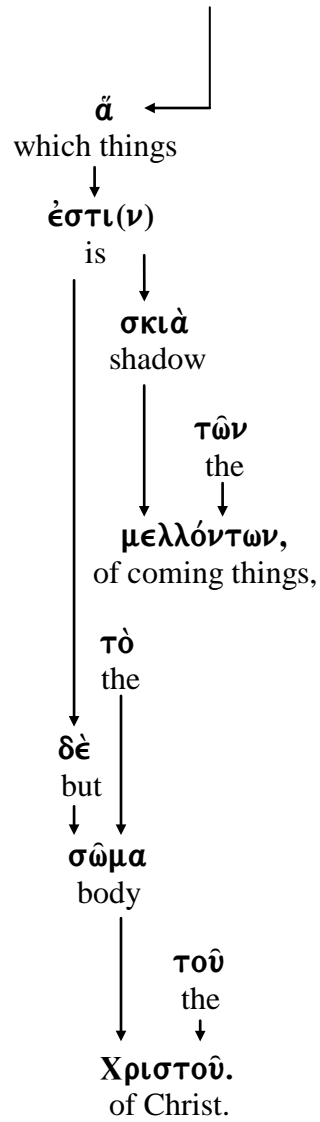 ἅ
which things
ἐστι(ν)
is
σκιὰ
shadow
τῶν
the
μελλόντων,
of coming things,
τὸ
the
δὲ
but
σῶμα
body
τοῦ
the
Χριστοῦ.
of Christ.